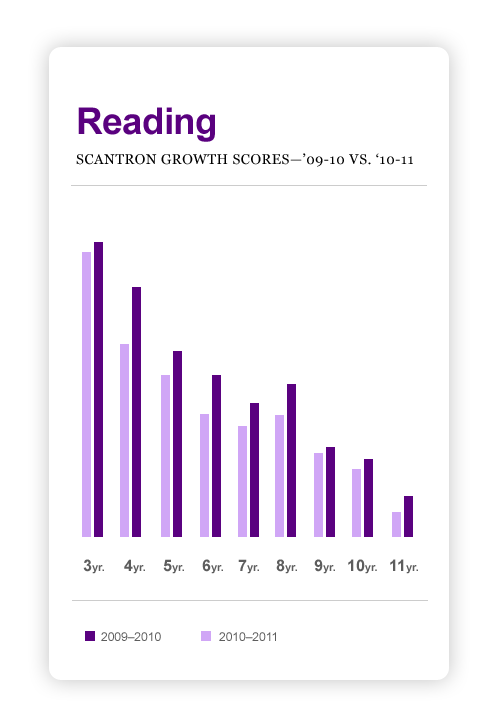 Reading
SCANTRON GROWTH SCORES—’09-10 VS. ‘10-11
3yr. 4yr. 5yr. 6yr. 7yr. 8yr. 9yr. 10yr. 11yr.
2009–2010 2010–2011